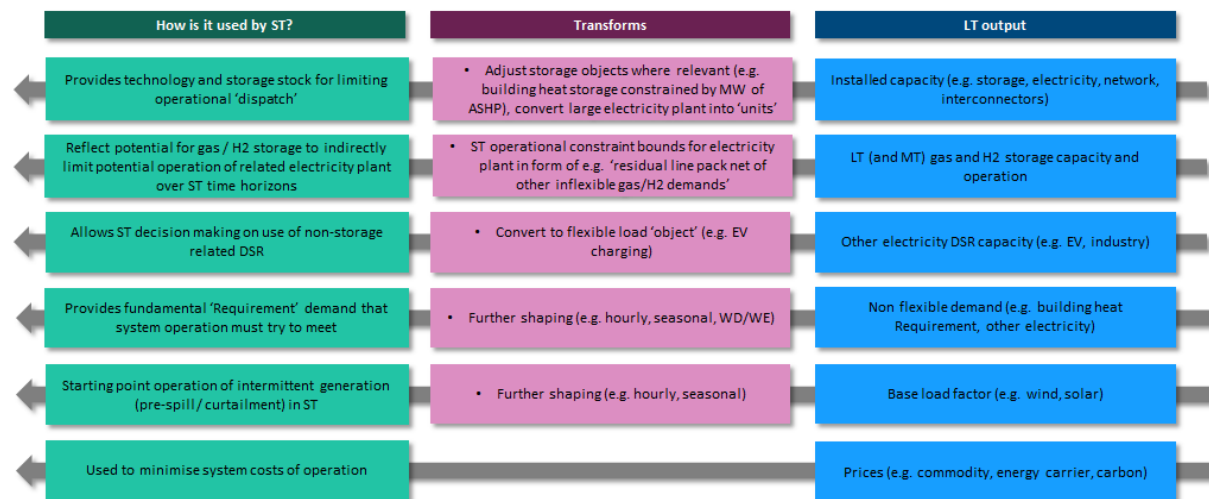 How is it used by ST?
Transforms
LT output
Provides technology and storage stock for limiting
operational ‘dispatch’
• Adjust storage objects where relevant (e.g.
building heat storage constrained by MW of
ASHP), convert large electricity plant into ‘units’
Installed capacity (e.g. storage, electricity, network,
interconnectors)
Reflect potential for gas / H2 storage to indirectly
limit potential operation of related electricity plant
over ST time horizons
• ST operational constraint bounds for electricity
plant in form of e.g. ‘residual line pack net of
other inflexible gas/H2 demands’
LT (and MT) gas and H2 storage capacity and
operation
Allows ST decision making on use of non-storage
related DSR
• Convert to flexible load ‘object’ (e.g. EV
charging)
Other electricity DSR capacity (e.g. EV, industry)
Provides fundamental ‘Requirement’ demand that
system operation must try to meet
• Further shaping (e.g. hourly, seasonal, WD/WE)
Non flexible demand (e.g. building heat
Requirement, other electricity)
Starting point operation of intermittent generation
(pre-spill / curtailment) in ST
• Further shaping (e.g. hourly, seasonal)
Base load factor (e.g. wind, solar)
Used to minimise system costs of operation
Prices (e.g. commodity, energy carrier, carbon)